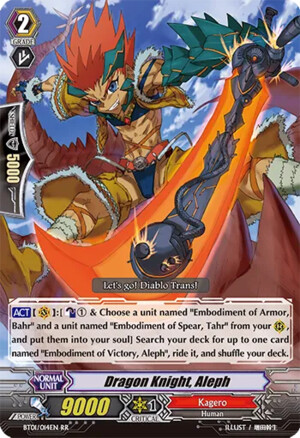 2
GRADE
5000
SHIELD
Let's go! Diablo Trans!
ACT [V]:[1] & Choose a unit named "Embodiment of Armor,
Bahr" and a unit named "Embodiment of Spear, Tahr" from your
and put them into your soul] Search your deck for up to one card
named "Embodiment of Victory, Aleph", ride it, and shuffle your deck.
NORMAL
UNIT
Dragon Knight, Aleph
POWER
9000
1
CRITICAL
Kagero
Human
BT01/014EN RR
ILLUST /